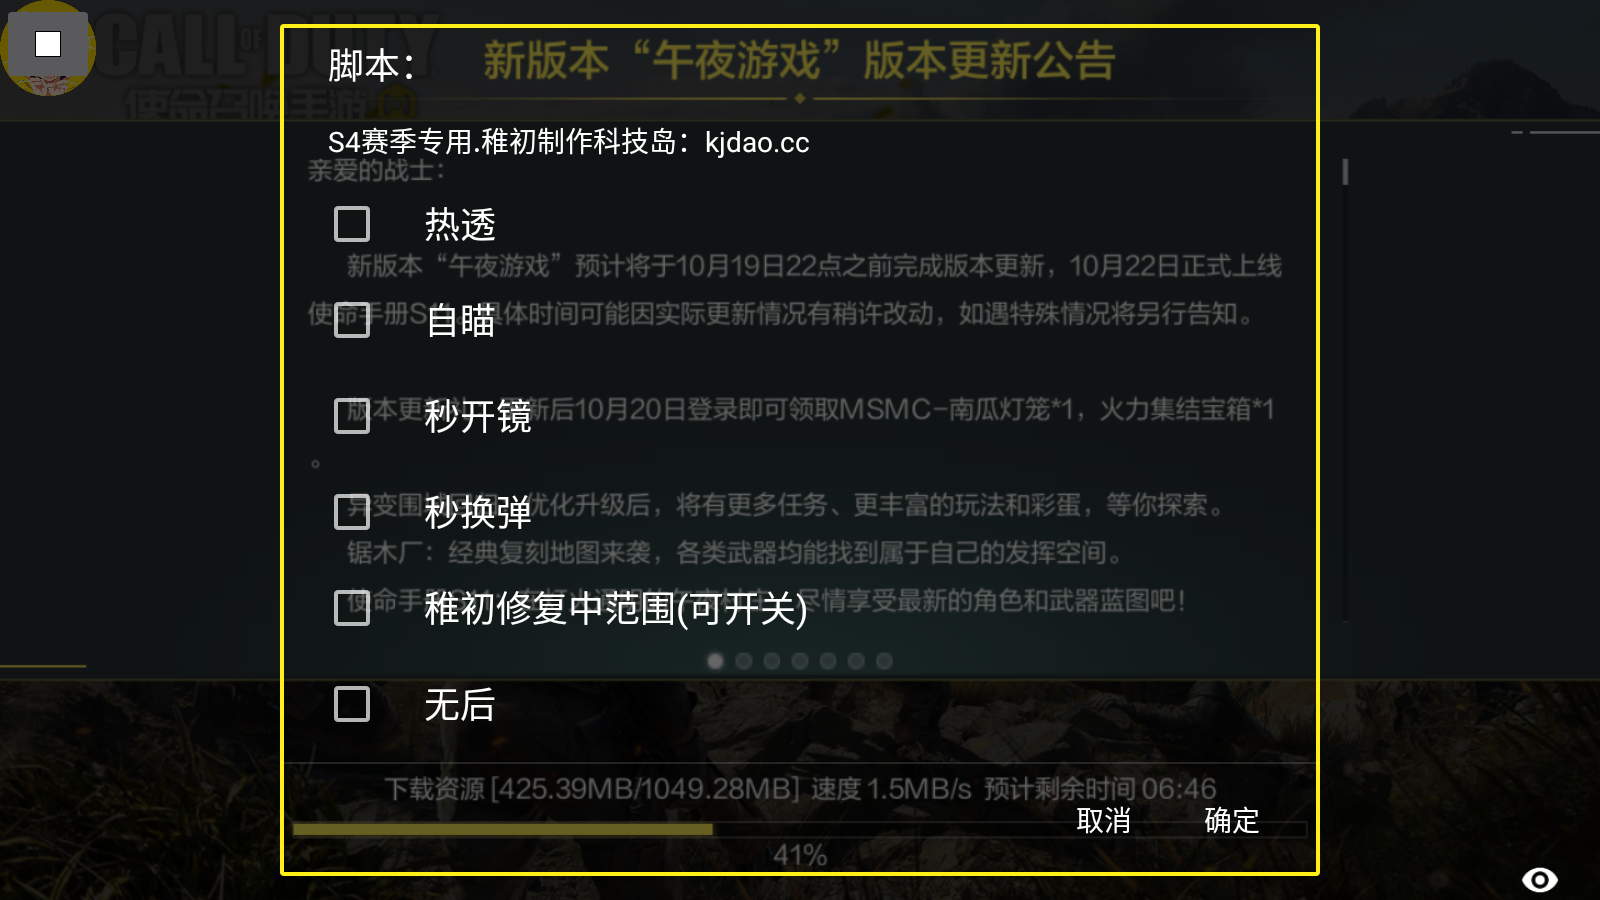 CALL OF DUTY
使命召唤手游
新版本“午夜游戏”版本更新公告
脚本：
S4赛季专用.稚初制作科技岛：kjdao.cc
亲爱的战士：
热透
新版本“午夜游戏”预计将于10月19日22点之前完成版本更新，10月22日正式上线
使命手册S 具体时间可能因实际更新情况有稍许改动，如遇特殊情况将另行告知。
自瞄
版本更 新后10月20日登录即可领取MSMC-南瓜灯笼*1，火力集结宝箱*1
。
秒开镜
异变围 优化升级后，将有更多任务、更丰富的玩法和彩蛋，等你探索。
秒换弹
锯木厂：经典复刻地图来袭，各类武器均能找到属于自己的发挥空间。
使命手 尽情享受最新的角色和武器蓝图吧！
稚初修复中范围(可开关)
无后
下载资源 [425.39MB/1049.28MB] 速度 1.5MB/s 预计剩余时间 06:46
取消 确定
41%